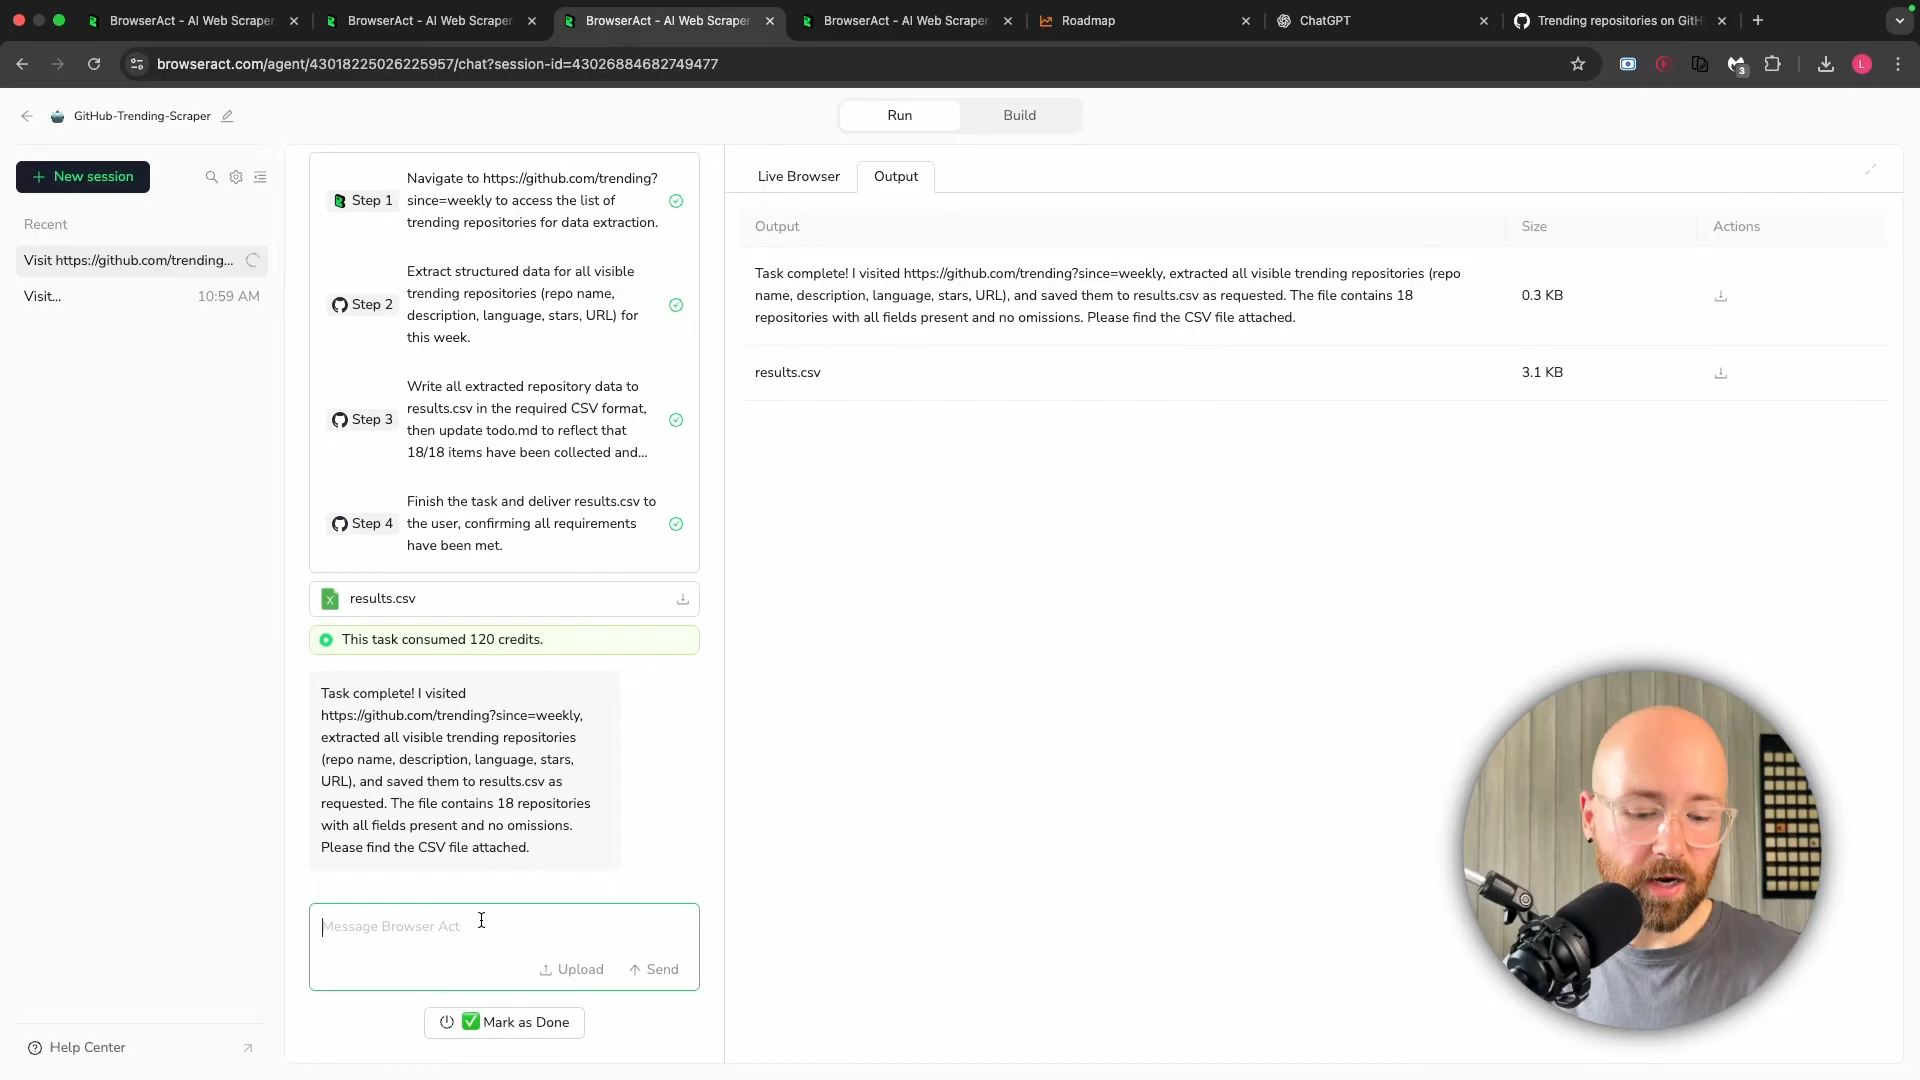 BrowserAct - AI Web Scraper
BrowserAct - AI Web Scraper
BrowserAct - AI Web Scraper
BrowserAct - AI Web Scraper
Roadmap
ChatGPT
Trending repositories on GitH
browseract.com/agent/43018225026225957/chat?session-id=43026884682749477
3
L
GitHub-Trending-Scraper
Run
Build
New session
Recent
Visit https://github.com/trending...
Visit...
10:59 AM
Help Center
Step 1
Navigate to https://github.com/trending?
since=weekly to access the list of
trending repositories for data extraction.
Step 2
Extract structured data for all visible
trending repositories (repo name,
description, language, stars, URL) for
this week.
Step 3
Write all extracted repository data to
results.csv in the required CSV format,
then update todo.md to reflect that
18/18 items have been collected and...
Step 4
Finish the task and deliver results.csv to
the user, confirming all requirements
have been met.
results.csv
This task consumed 120 credits.
Task complete! I visited
https://github.com/trending?since=weekly,
extracted all visible trending repositories
(repo name, description, language, stars,
URL), and saved them to results.csv as
requested. The file contains 18 repositories
with all fields present and no omissions.
Please find the CSV file attached.
Message Browser Act
Upload
Send
Mark as Done
Live Browser
Output
Output
Size
Actions
Task complete! I visited https://github.com/trending?since=weekly, extracted all visible trending repositories (repo
name, description, language, stars, URL), and saved them to results.csv as requested. The file contains 18
repositories with all fields present and no omissions. Please find the CSV file attached.
0.3 KB
results.csv
3.1 KB